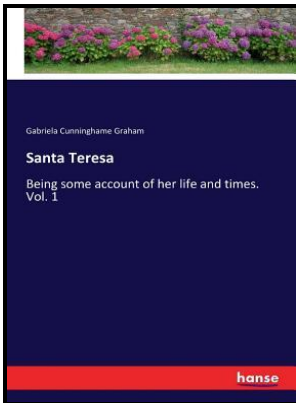 Gabriela Cunninghame Graham
Santa Teresa
Being some account of her life and times.
Vol. 1
hanse